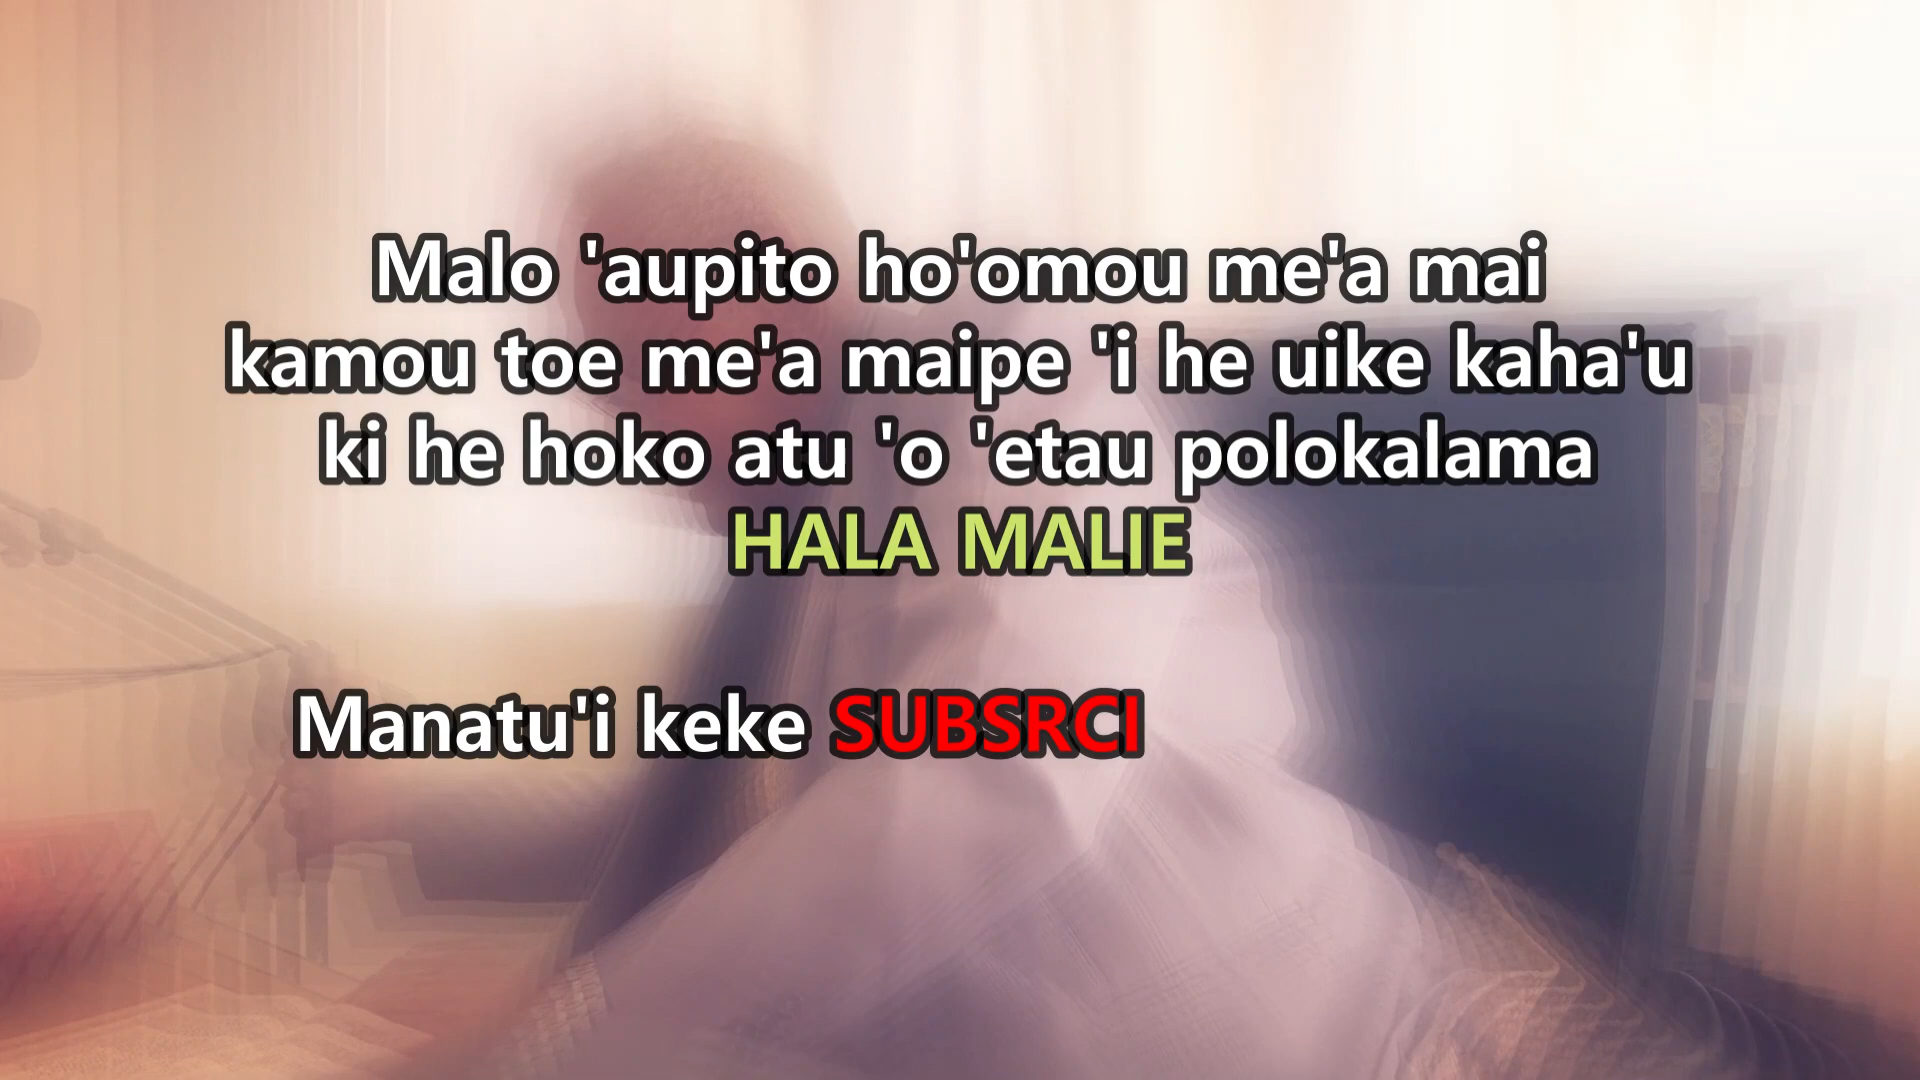 Malo 'aupito ho'omou me'a mai
kamou toe me'a maipe 'i he uike kaha'u
ki he hoko atu 'o 'etau polokalama
HALA MALIE
Manatu'i keke SUBSRCI